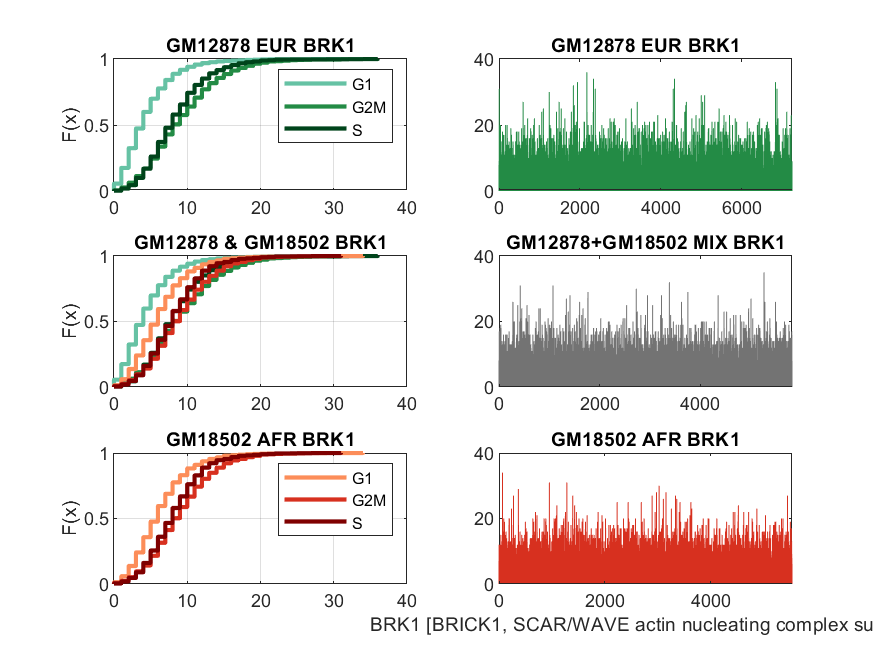 GM12878 EUR BRK1
F(x)
1
0.5
0
0 10 20 30 40
G1
G2M
S
GM12878 EUR BRK1
40
20
0
0 2000 4000 6000
GM12878 & GM18502 BRK1
F(x)
1
0.5
0
0 10 20 30 40
GM12878+GM18502 MIX BRK1
40
20
0
0 2000 4000
GM18502 AFR BRK1
F(x)
1
0.5
0
0 10 20 30 40
G1
G2M
S
GM18502 AFR BRK1
40
20
0
0 2000 4000
BRK1 [BRICK1, SCAR/WAVE actin nucleating complex su